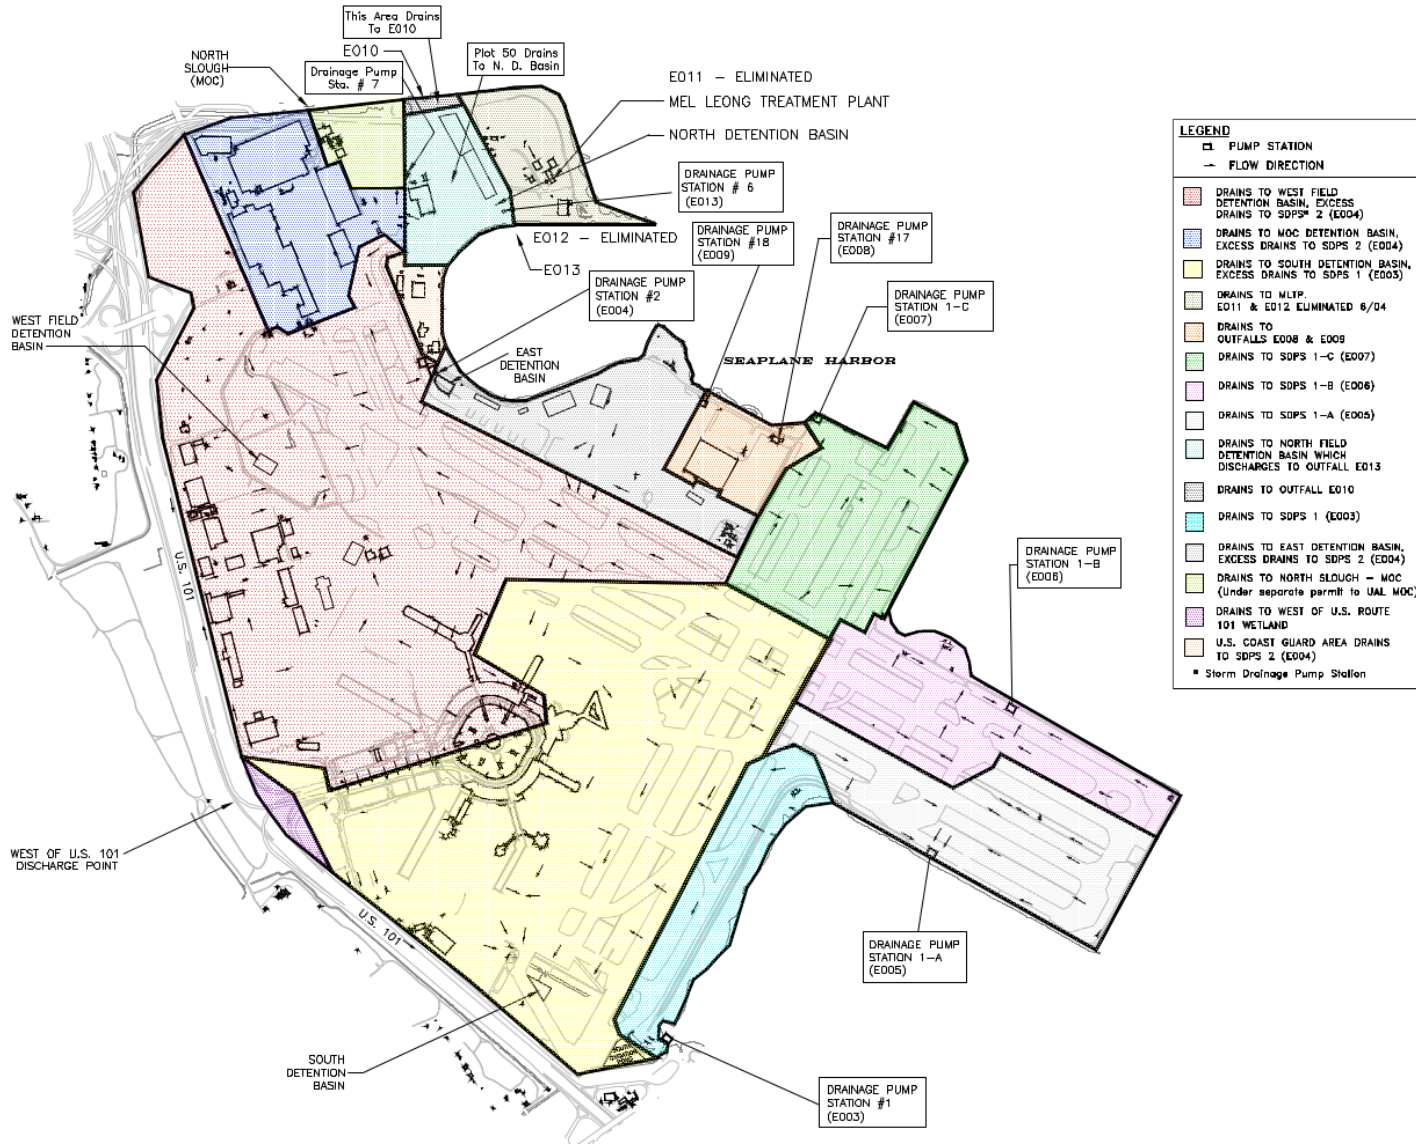 This Area Drains
To E010
E010
NORTH
SLOUGH
(MOC)
Drainage Pump
Sta. # 7
Plot 50 Drains
To N. D. Basin
E011 - ELIMINATED
MEL LEONG TREATMENT PLANT
NORTH DETENTION BASIN
DRAINAGE PUMP
STATION # 6
(E013)
E012 - ELIMINATED
E013
DRAINAGE PUMP
STATION #18
(E009)
DRAINAGE PUMP
STATION #17
(E008)
DRAINAGE PUMP
STATION #2
(E004)
DRAINAGE PUMP
STATION 1-C
(E007)
WEST FIELD
DETENTION
BASIN
EAST
DETENTION
BASIN
SEAPLANE HARBOR
U.S. 101
DRAINAGE PUMP
STATION 1-B
(E006)
WEST OF U.S. 101
DISCHARGE POINT
U.S. 101
DRAINAGE PUMP
STATION 1-A
(E005)
SOUTH
DETENTION
BASIN
DRAINAGE PUMP
STATION #1
(E003)
LEGEND
PUMP STATION
FLOW DIRECTION
DRAINS TO WEST FIELD
DETENTION BASIN, EXCESS
DRAINS TO SDPS* 2 (E004)
DRAINS TO MOC DETENTION BASIN,
EXCESS DRAINS TO SDPS 2 (E004)
DRAINS TO SOUTH DETENTION BASIN,
EXCESS DRAINS TO SDPS 1 (E003)
DRAINS TO MLTP.
E011 & E012 ELIMINATED 6/04
DRAINS TO
OUTFALLS E008 & E009
DRAINS TO SDPS 1-C (E007)
DRAINS TO SDPS 1-B (E006)
DRAINS TO SDPS 1-A (E005)
DRAINS TO NORTH FIELD
DETENTION BASIN WHICH
DISCHARGES TO OUTFALL E013
DRAINS TO OUTFALL E010
DRAINS TO SDPS 1 (E003)
DRAINS TO EAST DETENTION BASIN,
EXCESS DRAINS TO SDPS 2 (E004)
DRAINS TO NORTH SLOUGH - MOC
(Under separate permit to UAL MOC)
DRAINS TO WEST OF U.S. ROUTE
101 WETLAND
U.S. COAST GUARD AREA DRAINS
TO SDPS 2 (E004)
* Storm Drainage Pump Station